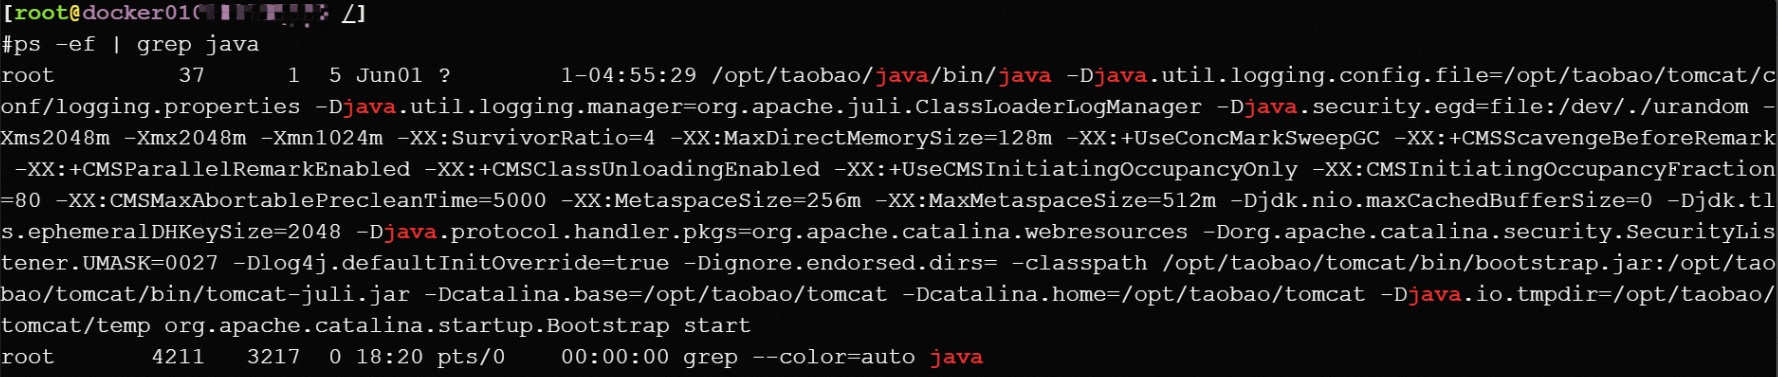 [root@docker010 /]
#ps -ef | grep java
root         37      1  5 Jun01 ?        1-04:55:29 /opt/taobao/java/bin/java -Djava.util.logging.config.file=/opt/taobao/tomcat/c
onf/logging.properties -Djava.util.logging.manager=org.apache.juli.ClassLoaderLogManager -Djava.security.egd=file:/dev/./urandom -
Xms2048m -Xmx2048m -Xmn1024m -XX:SurvivorRatio=4 -XX:MaxDirectMemorySize=128m -XX:+UseConcMarkSweepGC -XX:+CMSScavengeBeforeRemark
 -XX:+CMSParallelRemarkEnabled -XX:+CMSClassUnloadingEnabled -XX:+UseCMSInitiatingOccupancyOnly -XX:CMSInitiatingOccupancyFraction
=80 -XX:CMSMaxAbortablePrecleanTime=5000 -XX:MetaspaceSize=256m -XX:MaxMetaspaceSize=512m -Djdk.nio.maxCachedBufferSize=0 -Djdk.tl
s.ephemeralDHKeySize=2048 -Djava.protocol.handler.pkgs=org.apache.catalina.webresources -Dorg.apache.catalina.security.SecurityLis
tener.UMASK=0027 -Dlog4j.defaultInitOverride=true -Dignore.endorsed.dirs= -classpath /opt/taobao/tomcat/bin/bootstrap.jar:/opt/tao
bao/tomcat/bin/tomcat-juli.jar -Dcatalina.base=/opt/taobao/tomcat -Dcatalina.home=/opt/taobao/tomcat -Djava.io.tmpdir=/opt/taobao/
tomcat/temp org.apache.catalina.startup.Bootstrap start
root       4211   3217  0 18:20 pts/0    00:00:00 grep --color=auto java